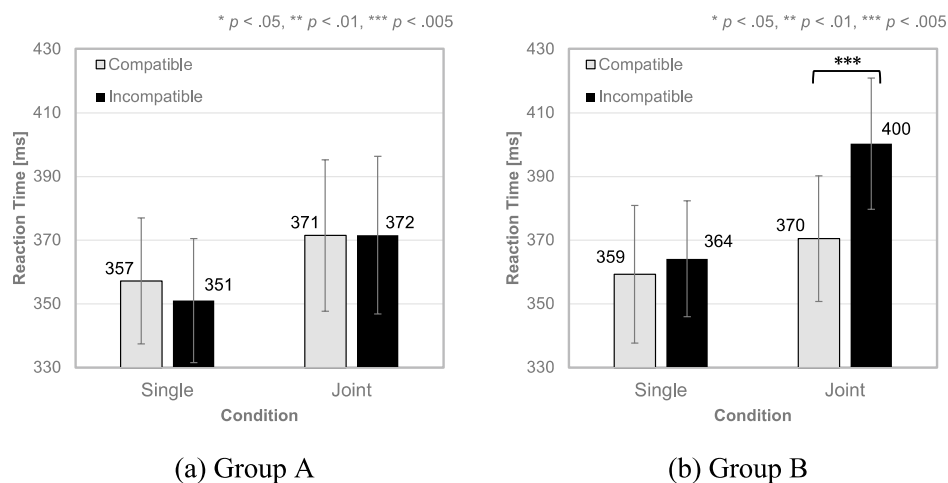 * p < .05, ** p < .01, *** p < .005
430
410
390
370
350
330
Reaction Time [ms]
Compatible
Incompatible
357
351
371
372
Single
Joint
Condition
(a) Group A
* p < .05, ** p < .01, *** p < .005
430
410
390
370
350
330
Reaction Time [ms]
Compatible
Incompatible
***
359
364
370
400
Single
Joint
Condition
(b) Group B